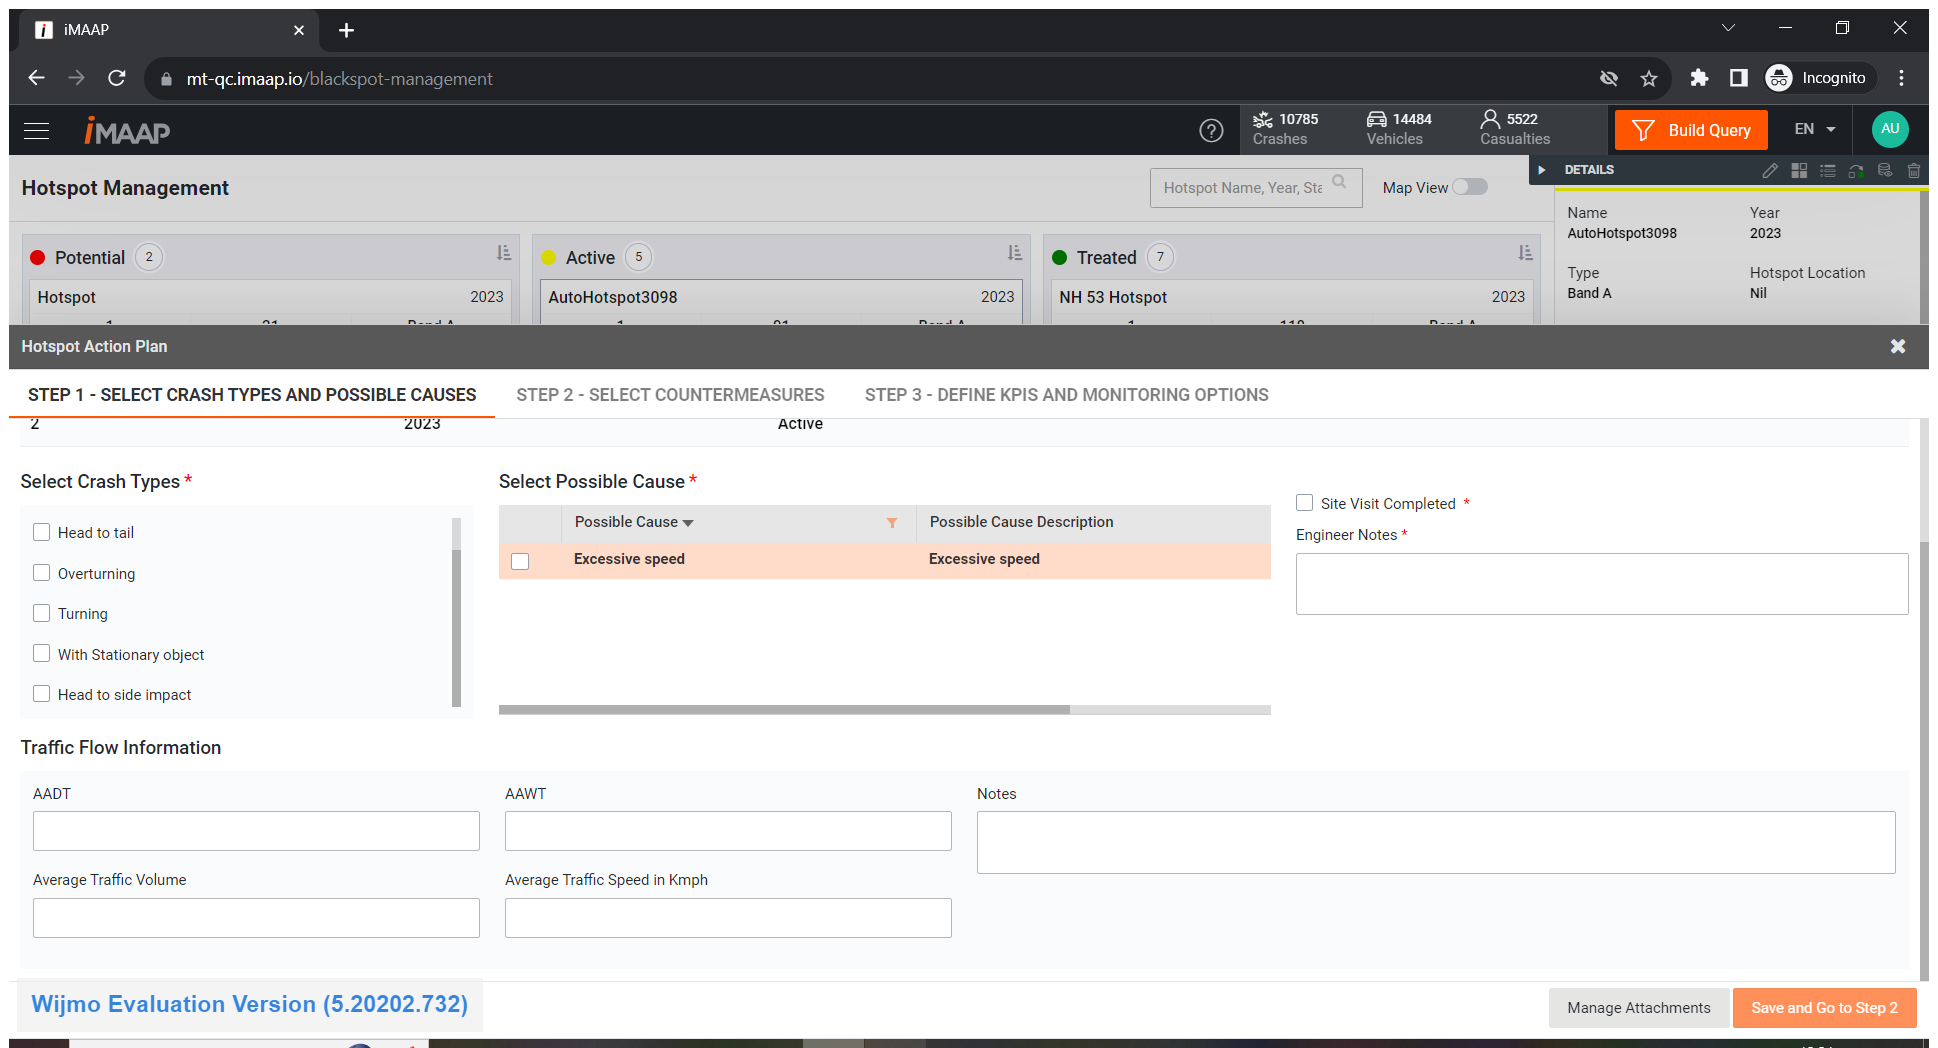 iMAAP
mt-qc.imaap.io/blackspot-management
Incognito
iMAAP
10785
Crashes
14484
Vehicles
5522
Casualties
Build Query
EN
AU
Hotspot Management
Hotspot Name, Year, Sta
Map View
DETAILS
Name
AutoHotspot3098
Year
2023
Type
Band A
Hotspot Location
Nil
Potential 2
Hotspot 2023
Active 5
AutoHotspot3098 2023
Treated 7
NH 53 Hotspot 2023
Hotspot Action Plan
STEP 1 - SELECT CRASH TYPES AND POSSIBLE CAUSES
STEP 2 - SELECT COUNTERMEASURES
STEP 3 - DEFINE KPIS AND MONITORING OPTIONS
2 2023 Active
Select Crash Types *
Head to tail
Overturning
Turning
With Stationary object
Head to side impact
Select Possible Cause *
Possible Cause Possible Cause Description
Excessive speed Excessive speed
Site Visit Completed *
Engineer Notes *
Traffic Flow Information
AADT
AAWT
Notes
Average Traffic Volume
Average Traffic Speed in Kmph
Wijmo Evaluation Version (5.20202.732)
Manage Attachments
Save and Go to Step 2